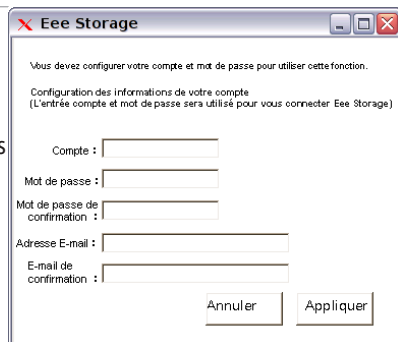 Eee Storage
Vous devez configurer votre compte et mot de passe pour utiliser cette fonction.
Configuration des informations de votre compte
(L'entrée compte et mot de passe sera utilisé pour vous connecter Eee Storage)
s
Compte :
Mot de passe :
Mot de passe de
confirmation :
Adresse E-mail :
E-mail de
confirmation :
Annuler Appliquer